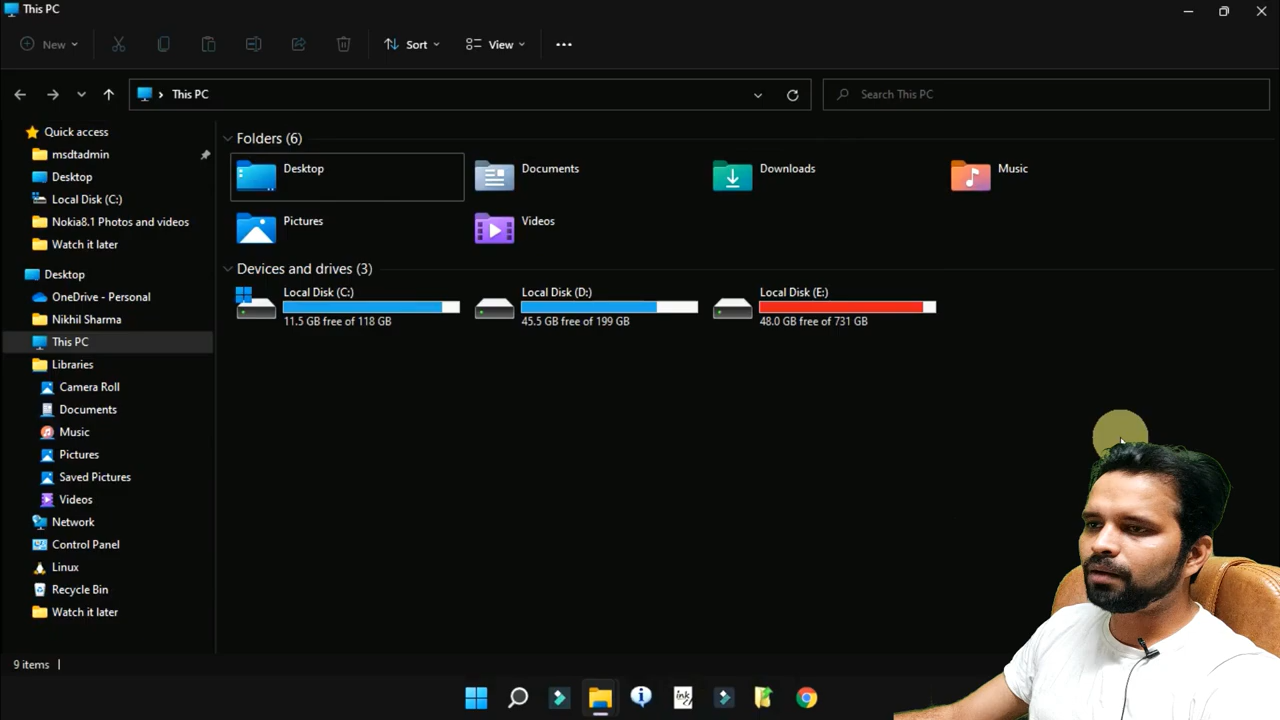 This PC
New
Sort
View
This PC
Search This PC
Quick access
msdtadmin
Desktop
Local Disk (C:)
Nokia8.1 Photos and videos
Watch it later
Desktop
OneDrive - Personal
Nikhil Sharma
This PC
Libraries
Camera Roll
Documents
Music
Pictures
Saved Pictures
Videos
Network
Control Panel
Linux
Recycle Bin
Watch it later
Folders (6)
Desktop
Documents
Downloads
Music
Pictures
Videos
Devices and drives (3)
Local Disk (C:)
11.5 GB free of 118 GB
Local Disk (D:)
45.5 GB free of 199 GB
Local Disk (E:)
48.0 GB free of 731 GB
9 items
ink